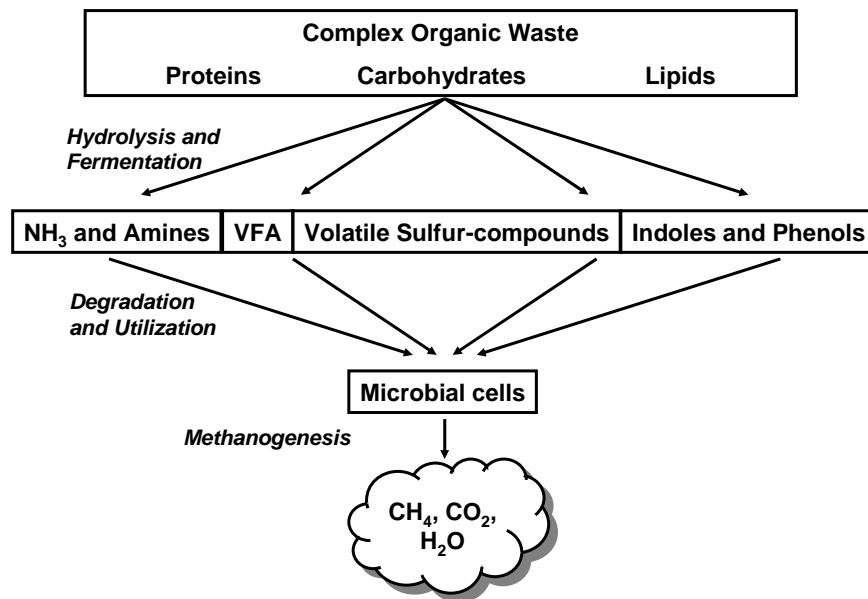 Complex Organic Waste
Proteins Carbohydrates Lipids
Hydrolysis and
Fermentation
NH₃ and Amines VFA Volatile Sulfur-compounds Indoles and Phenols
Degradation
and Utilization
Microbial cells
Methanogenesis
CH₄, CO₂,
H₂O